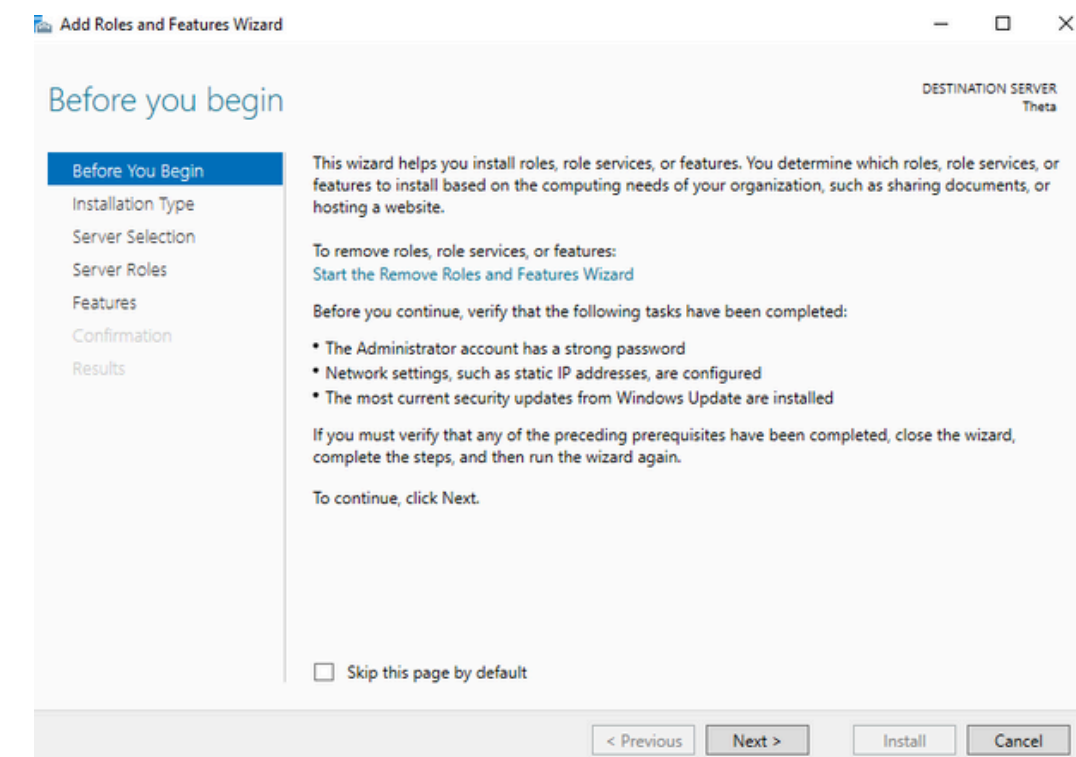 Add Roles and Features Wizard
Before you begin
DESTINATION SERVER
Theta
Before You Begin
Installation Type
Server Selection
Server Roles
Features
Confirmation
Results
This wizard helps you install roles, role services, or features. You determine which roles, role services, or
features to install based on the computing needs of your organization, such as sharing documents, or
hosting a website.
To remove roles, role services, or features:
Start the Remove Roles and Features Wizard
Before you continue, verify that the following tasks have been completed:
• The Administrator account has a strong password
• Network settings, such as static IP addresses, are configured
• The most current security updates from Windows Update are installed
If you must verify that any of the preceding prerequisites have been completed, close the wizard,
complete the steps, and then run the wizard again.
To continue, click Next.
Skip this page by default
< Previous
Next >
Install
Cancel